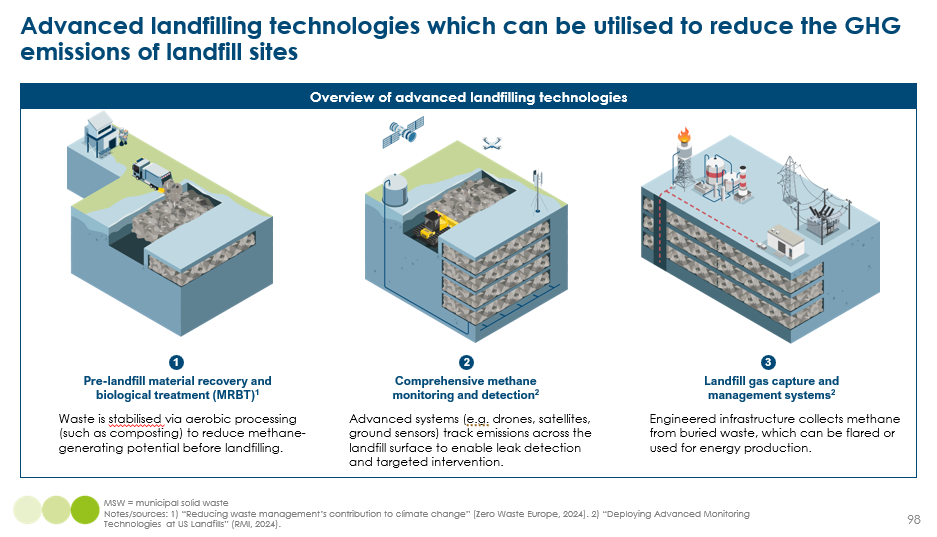 Advanced landfilling technologies which can be utilised to reduce the GHG
emissions of landfill sites
Overview of advanced landfilling technologies
1
Pre-landfill material recovery and
biological treatment (MRBT)1
Waste is stabilised via aerobic processing
(such as composting) to reduce methane-
generating potential before landfilling.
2
Comprehensive methane
monitoring and detection2
Advanced systems (e.g. drones, satellites,
ground sensors) track emissions across the
landfill surface to enable leak detection
and targeted intervention.
3
Landfill gas capture and
management systems2
Engineered infrastructure collects methane
from buried waste, which can be flared or
used for energy production.
MSW = municipal solid waste
Notes/sources: 1) “Reducing waste management’s contribution to climate change” (Zero Waste Europe, 2024). 2) “Deploying Advanced Monitoring
Technologies at US Landfills” (RMI, 2024).
98